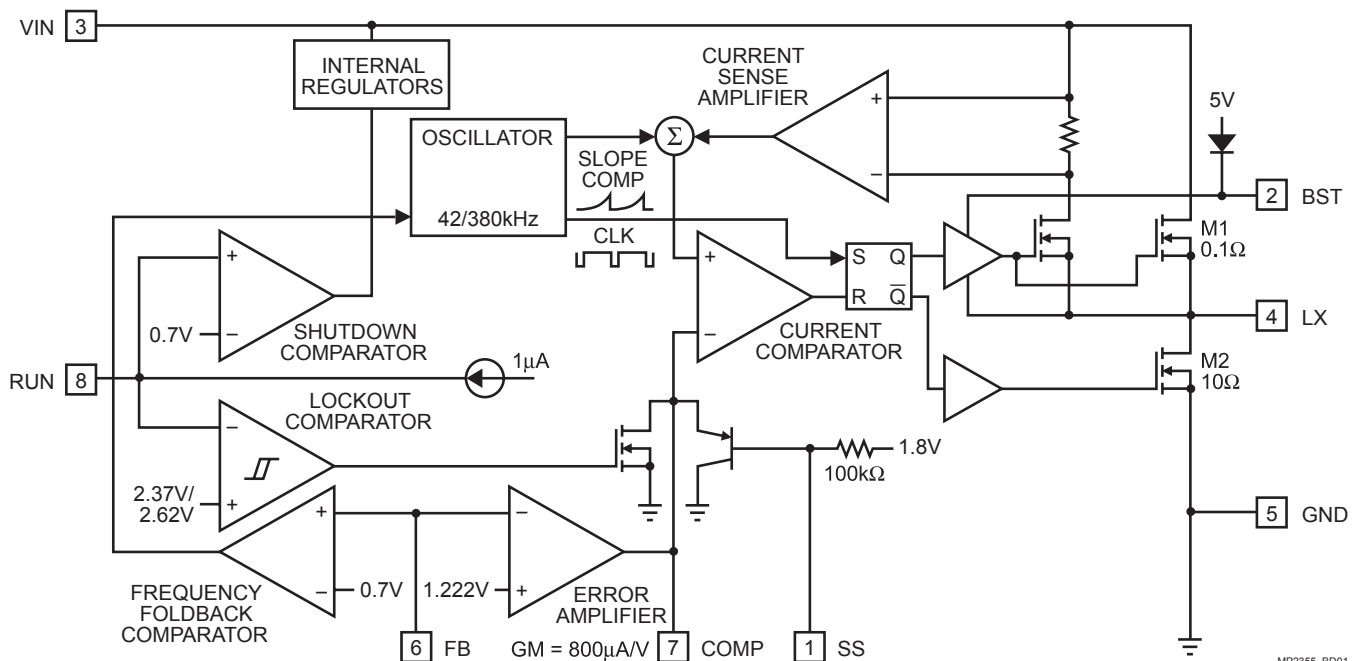 VIN 3
INTERNAL
REGULATORS
CURRENT
SENSE
AMPLIFIER
+
−
5V
OSCILLATOR
42/380kHz
Σ
SLOPE
COMP
CLK
2 BST
M1
0.1Ω
+
−
0.7V
SHUTDOWN
COMPARATOR
+
−
CURRENT
COMPARATOR
S Q
R Q̅
4 LX
M2
10Ω
RUN 8
1µA
LOCKOUT
COMPARATOR
−
+
2.37V/
2.62V
1.8V
100kΩ
5 GND
+
−
0.7V
FREQUENCY
FOLDBACK
COMPARATOR
−
+
1.222V
ERROR
AMPLIFIER
6 FB
GM = 800µA/V
7 COMP
1 SS
MP2355_BD01